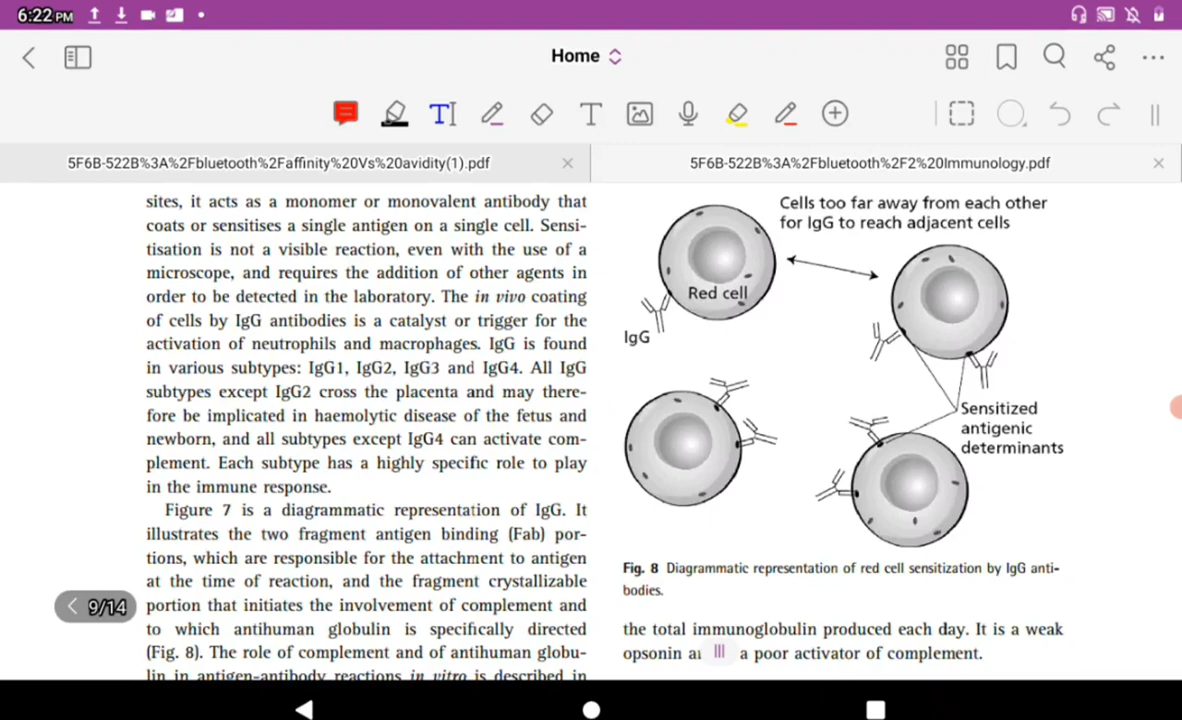 6:22 PM
Home
5F6B-522B%3A%2Fbluetooth%2Faffinity%20Vs%20avidity(1).pdf
5F6B-522B%3A%2Fbluetooth%2F2%20Immunology.pdf
sites, it acts as a monomer or monovalent antibody that
coats or sensitises a single antigen on a single cell. Sensi-
tisation is not a visible reaction, even with the use of a
microscope, and requires the addition of other agents in
order to be detected in the laboratory. The in vivo coating
of cells by IgG antibodies is a catalyst or trigger for the
activation of neutrophils and macrophages. IgG is found
in various subtypes: IgG1, IgG2, IgG3 and IgG4. All IgG
subtypes except IgG2 cross the placenta and may there-
fore be implicated in haemolytic disease of the fetus and
newborn, and all subtypes except IgG4 can activate com-
plement. Each subtype has a highly specific role to play
in the immune response.
Figure 7 is a diagrammatic representation of IgG. It
illustrates the two fragment antigen binding (Fab) por-
tions, which are responsible for the attachment to antigen
at the time of reaction, and the fragment crystallizable
portion that initiates the involvement of complement and
to which antihuman globulin is specifically directed
(Fig. 8). The role of complement and of antihuman globu-
lin in antigen-antibody reactions in vitro is described in
9/14
Cells too far away from each other
for IgG to reach adjacent cells
Red cell
IgG
Sensitized
antigenic
determinants
Fig. 8 Diagrammatic representation of red cell sensitization by IgG anti-
bodies.
the total immunoglobulin produced each day. It is a weak
opsonin a poor activator of complement.